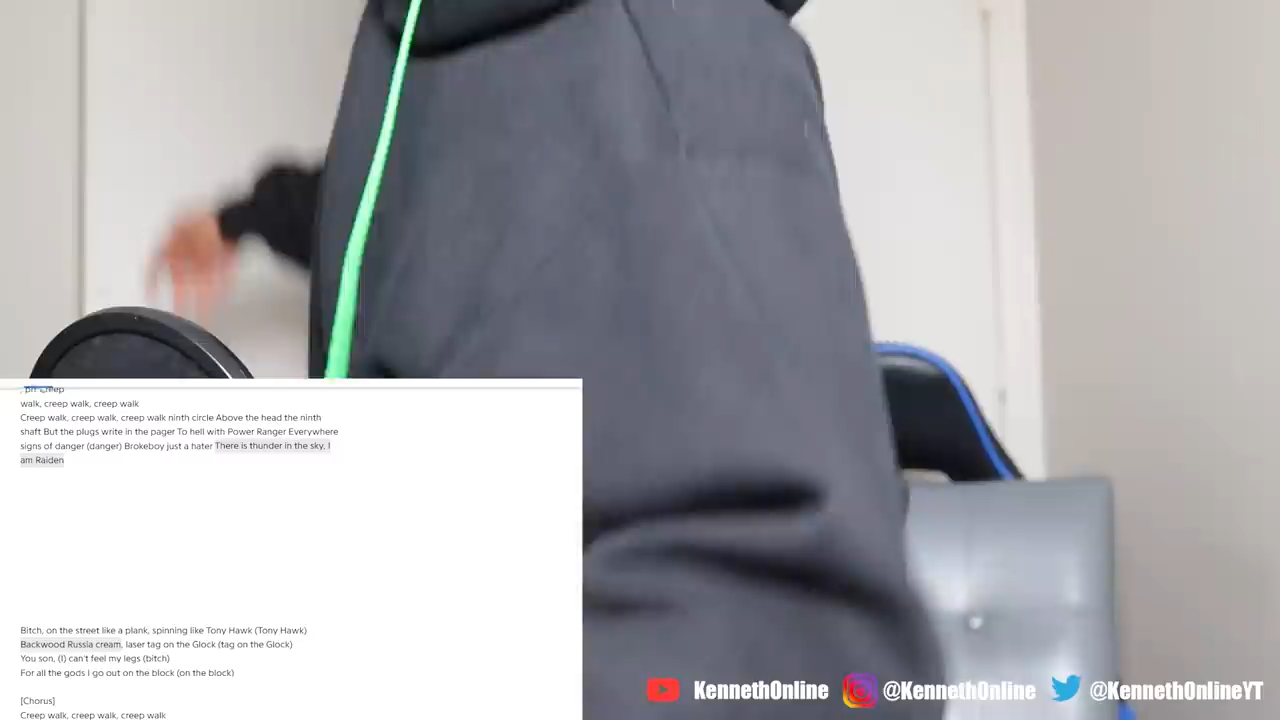 walk, creep walk, creep walk
Creep walk, creep walk, creep walk ninth circle Above the head the ninth
shaft But the plugs write in the pager To hell with Power Ranger Everywhere
signs of danger (danger) Brokeboy just a hater There is thunder in the sky, I
am Raiden
Bitch, on the street like a plank, spinning like Tony Hawk (Tony Hawk)
Backwood Russia cream, laser tag on the Glock (tag on the Glock)
You son, (I) can't feel my legs (bitch)
For all the gods I go out on the block (on the block)
[Chorus]
Creep walk, creep walk, creep walk
KennethOnline @KennethOnline @KennethOnlineYT